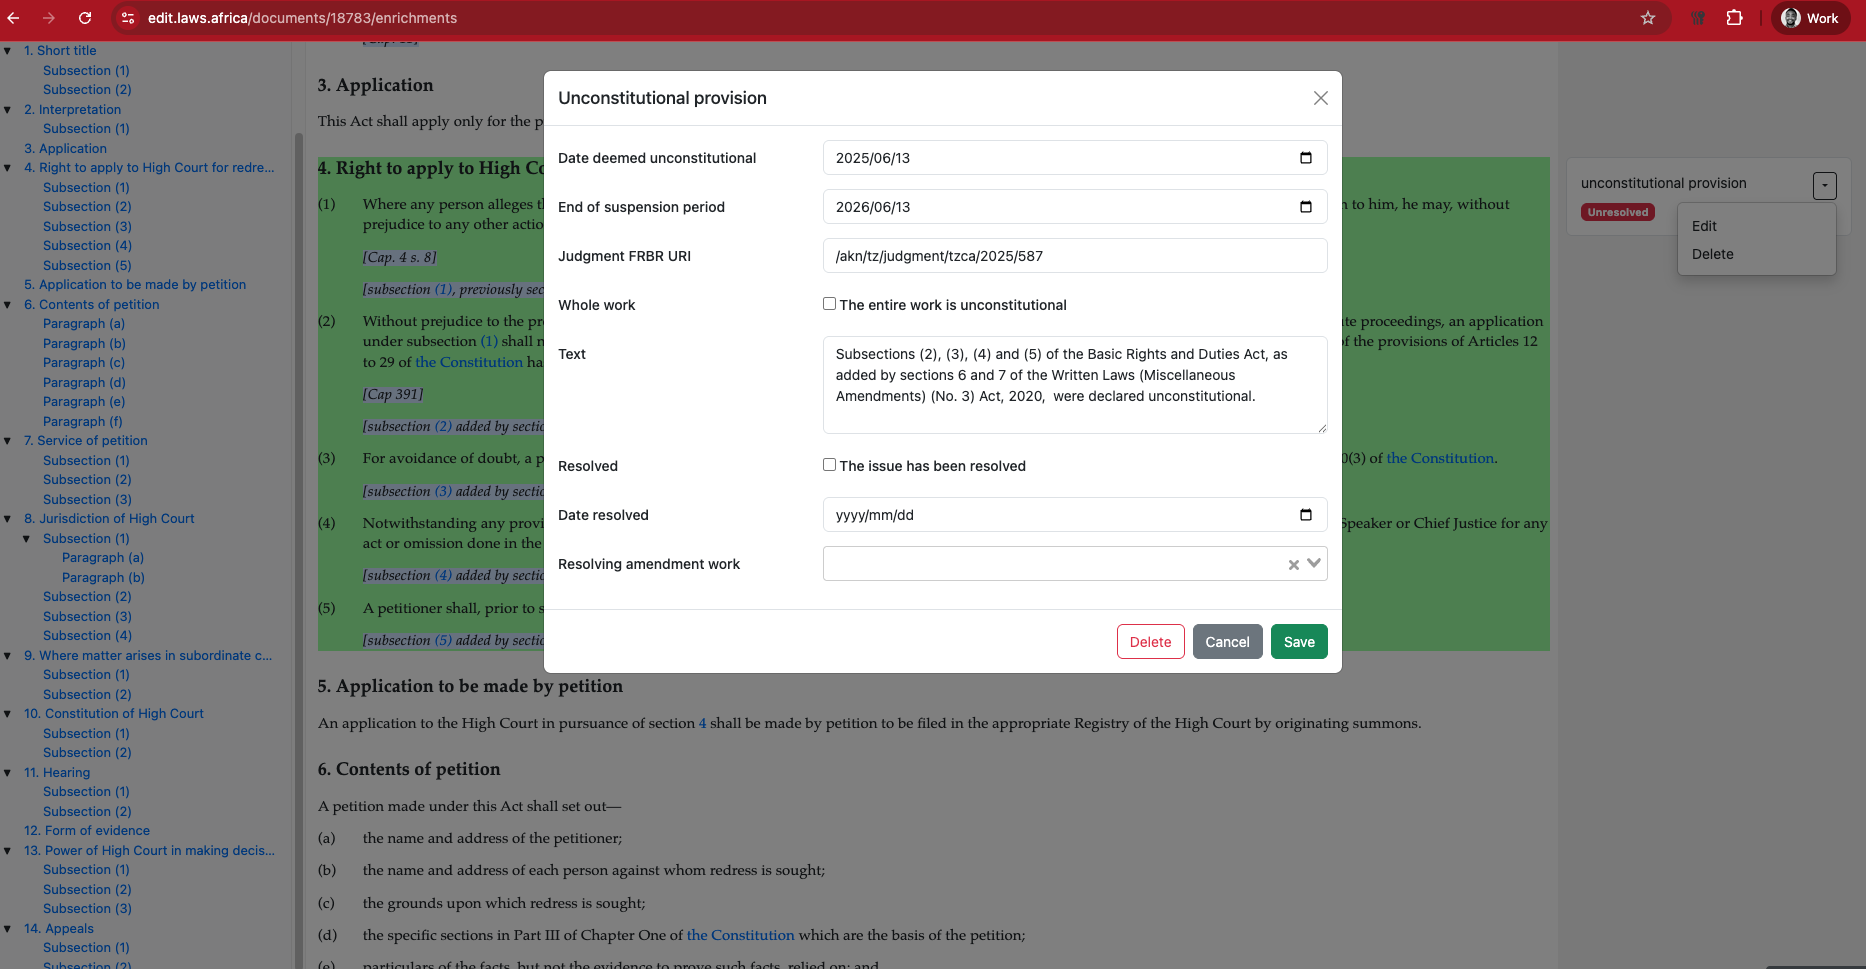 edit.laws.africa/documents/18783/enrichments
Work
1. Short title
Subsection (1)
Subsection (2)
2. Interpretation
Subsection (1)
3. Application
4. Right to apply to High Court for redre...
Subsection (1)
Subsection (2)
Subsection (3)
Subsection (4)
Subsection (5)
5. Application to be made by petition
6. Contents of petition
Paragraph (a)
Paragraph (b)
Paragraph (c)
Paragraph (d)
Paragraph (e)
Paragraph (f)
7. Service of petition
Subsection (1)
Subsection (2)
Subsection (3)
8. Jurisdiction of High Court
Subsection (1)
Paragraph (a)
Paragraph (b)
Subsection (2)
Subsection (3)
Subsection (4)
9. Where matter arises in subordinate c...
Subsection (1)
Subsection (2)
10. Constitution of High Court
Subsection (1)
Subsection (2)
11. Hearing
Subsection (1)
Subsection (2)
12. Form of evidence
13. Power of High Court in making decis...
Subsection (1)
Subsection (2)
Subsection (3)
14. Appeals
Subsection (1)
Subsection (2)
3. Application
This Act shall apply only for the p
4. Right to apply to High Co
(1) Where any person alleges th to him, he may, without
prejudice to any other actio
[Cap. 4 s. 8]
[subsection (1), previously sec
(2) Without prejudice to the pr te proceedings, an application
under subsection (1) shall n f the provisions of Articles 12
to 29 of the Constitution ha
[Cap 391]
[subsection (2) added by sectio
(3) For avoidance of doubt, a p 0(3) of the Constitution.
[subsection (3) added by sectio
(4) Notwithstanding any provi Speaker or Chief Justice for any
act or omission done in the
[subsection (4) added by sectio
(5) A petitioner shall, prior to s
[subsection (5) added by sectio
5. Application to be made by petition
An application to the High Court in pursuance of section 4 shall be made by petition to be filed in the appropriate Registry of the High Court by originating summons.
6. Contents of petition
A petition made under this Act shall set out—
(a) the name and address of the petitioner;
(b) the name and address of each person against whom redress is sought;
(c) the grounds upon which redress is sought;
(d) the specific sections in Part III of Chapter One of the Constitution which are the basis of the petition;
(e) particulars of the facts, but not the evidence to prove such facts, relied on; and
Unconstitutional provision
Date deemed unconstitutional 2025/06/13
End of suspension period 2026/06/13
Judgment FRBR URI /akn/tz/judgment/tzca/2025/587
Whole work The entire work is unconstitutional
Text Subsections (2), (3), (4) and (5) of the Basic Rights and Duties Act, as
added by sections 6 and 7 of the Written Laws (Miscellaneous
Amendments) (No. 3) Act, 2020,  were declared unconstitutional.
Resolved The issue has been resolved
Date resolved yyyy/mm/dd
Resolving amendment work
Delete Cancel Save
unconstitutional provision
Unresolved
Edit
Delete